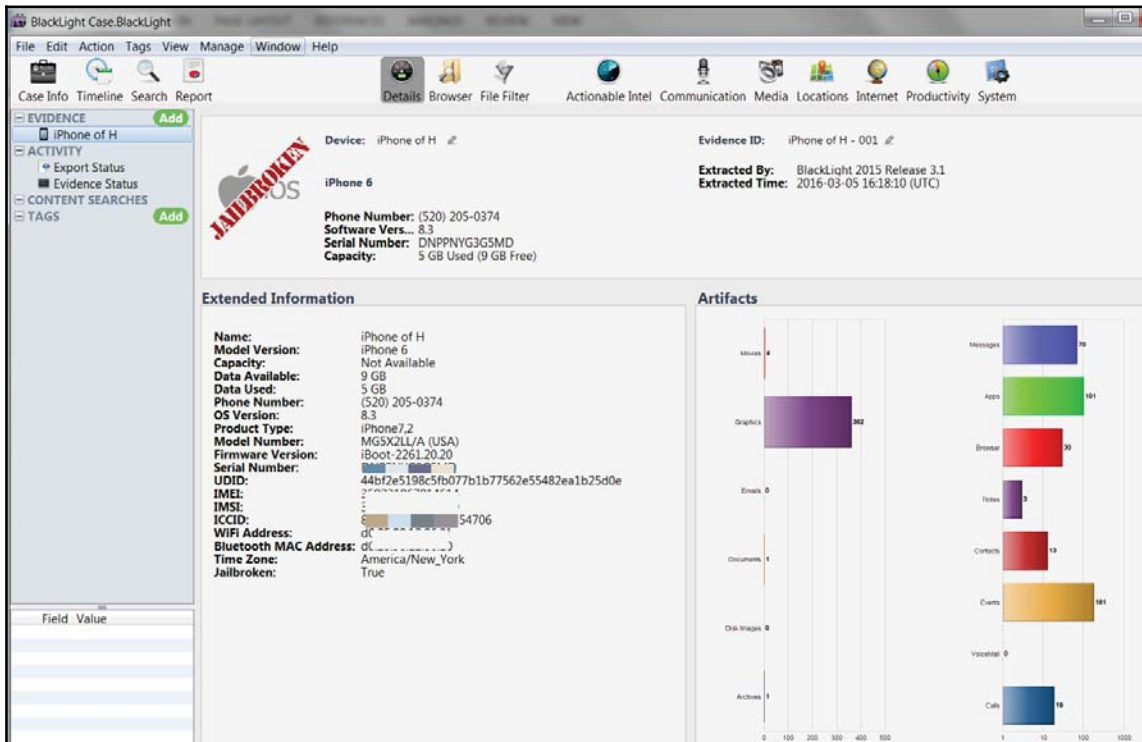 BlackLight Case.BlackLight
PAGE LAYOUT REFERENCES MAILINGS REVIEW VIEW
File Edit Action Tags View Manage Window Help
Case Info Timeline Search Report Details Browser File Filter Actionable Intel Communication Media Locations Internet Productivity System
EVIDENCE Add
iPhone of H
ACTIVITY
Export Status
Evidence Status
CONTENT SEARCHES
TAGS Add
Field Value
iOS
JAILBROKEN
Device: iPhone of H
iPhone 6
Phone Number: (520) 205-0374
Software Vers... 8.3
Serial Number: DNPPNYG3G5MD
Capacity: 5 GB Used (9 GB Free)
Evidence ID: iPhone of H - 001
Extracted By: BlackLight 2015 Release 3.1
Extracted Time: 2016-03-05 16:18:10 (UTC)
Extended Information
Name: iPhone of H
Model Version: iPhone 6
Capacity: Not Available
Data Available: 9 GB
Data Used: 5 GB
Phone Number: (520) 205-0374
OS Version: 8.3
Product Type: iPhone7,2
Model Number: MG5X2LL/A (USA)
Firmware Version: iBoot-2261.20.20
Serial Number:
UDID: 44bf2e5198c5fb077b1b77562e55482ea1b25d0e
IMEI:
IMSI:
ICCID: 8 54706
WiFi Address:
Bluetooth MAC Address:
Time Zone: America/New_York
Jailbroken: True
Artifacts
Movies 4
Graphics 362
Emails 0
Documents 1
Disk Images 0
Archives 1
0 100 200 300 400 500
Messages 70
Apps 101
Browser 30
Notes 3
Contacts 13
Events 181
Voicemail 0
Calls 19
1 10 100 1000